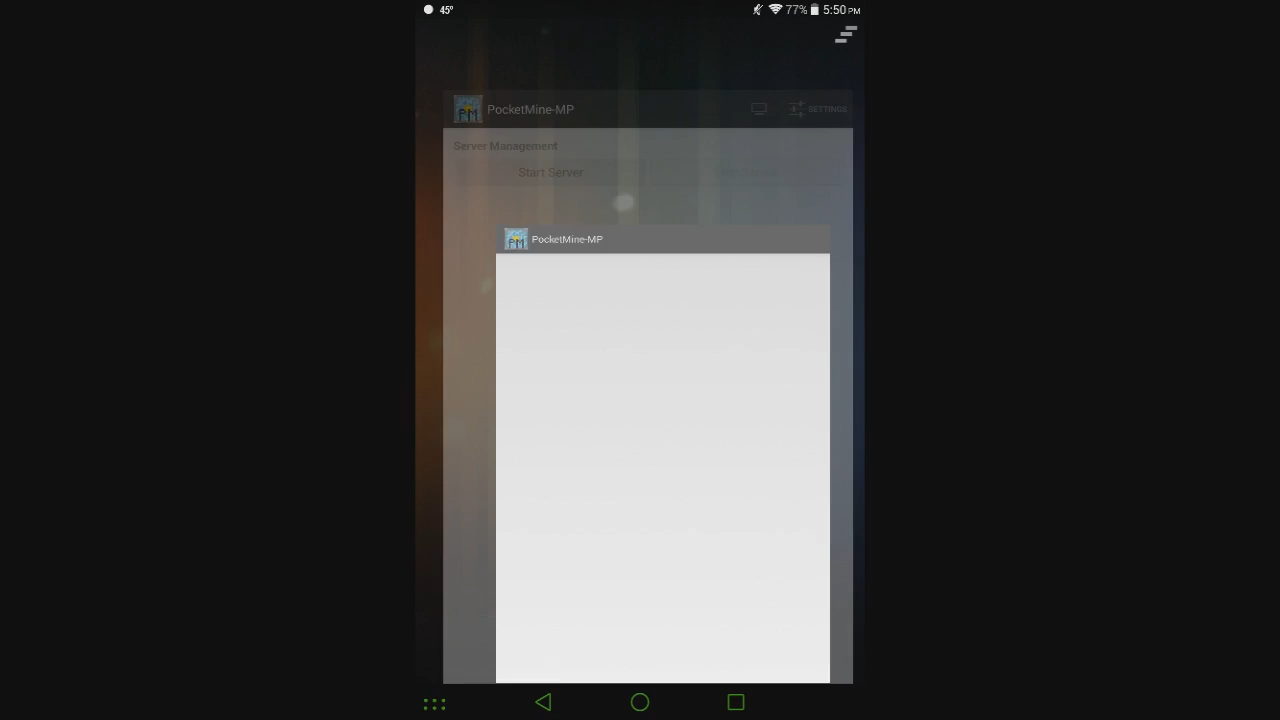 45°
77% 5:50 PM
PocketMine-MP
SETTINGS
Server Management
Start Server
PocketMine-MP